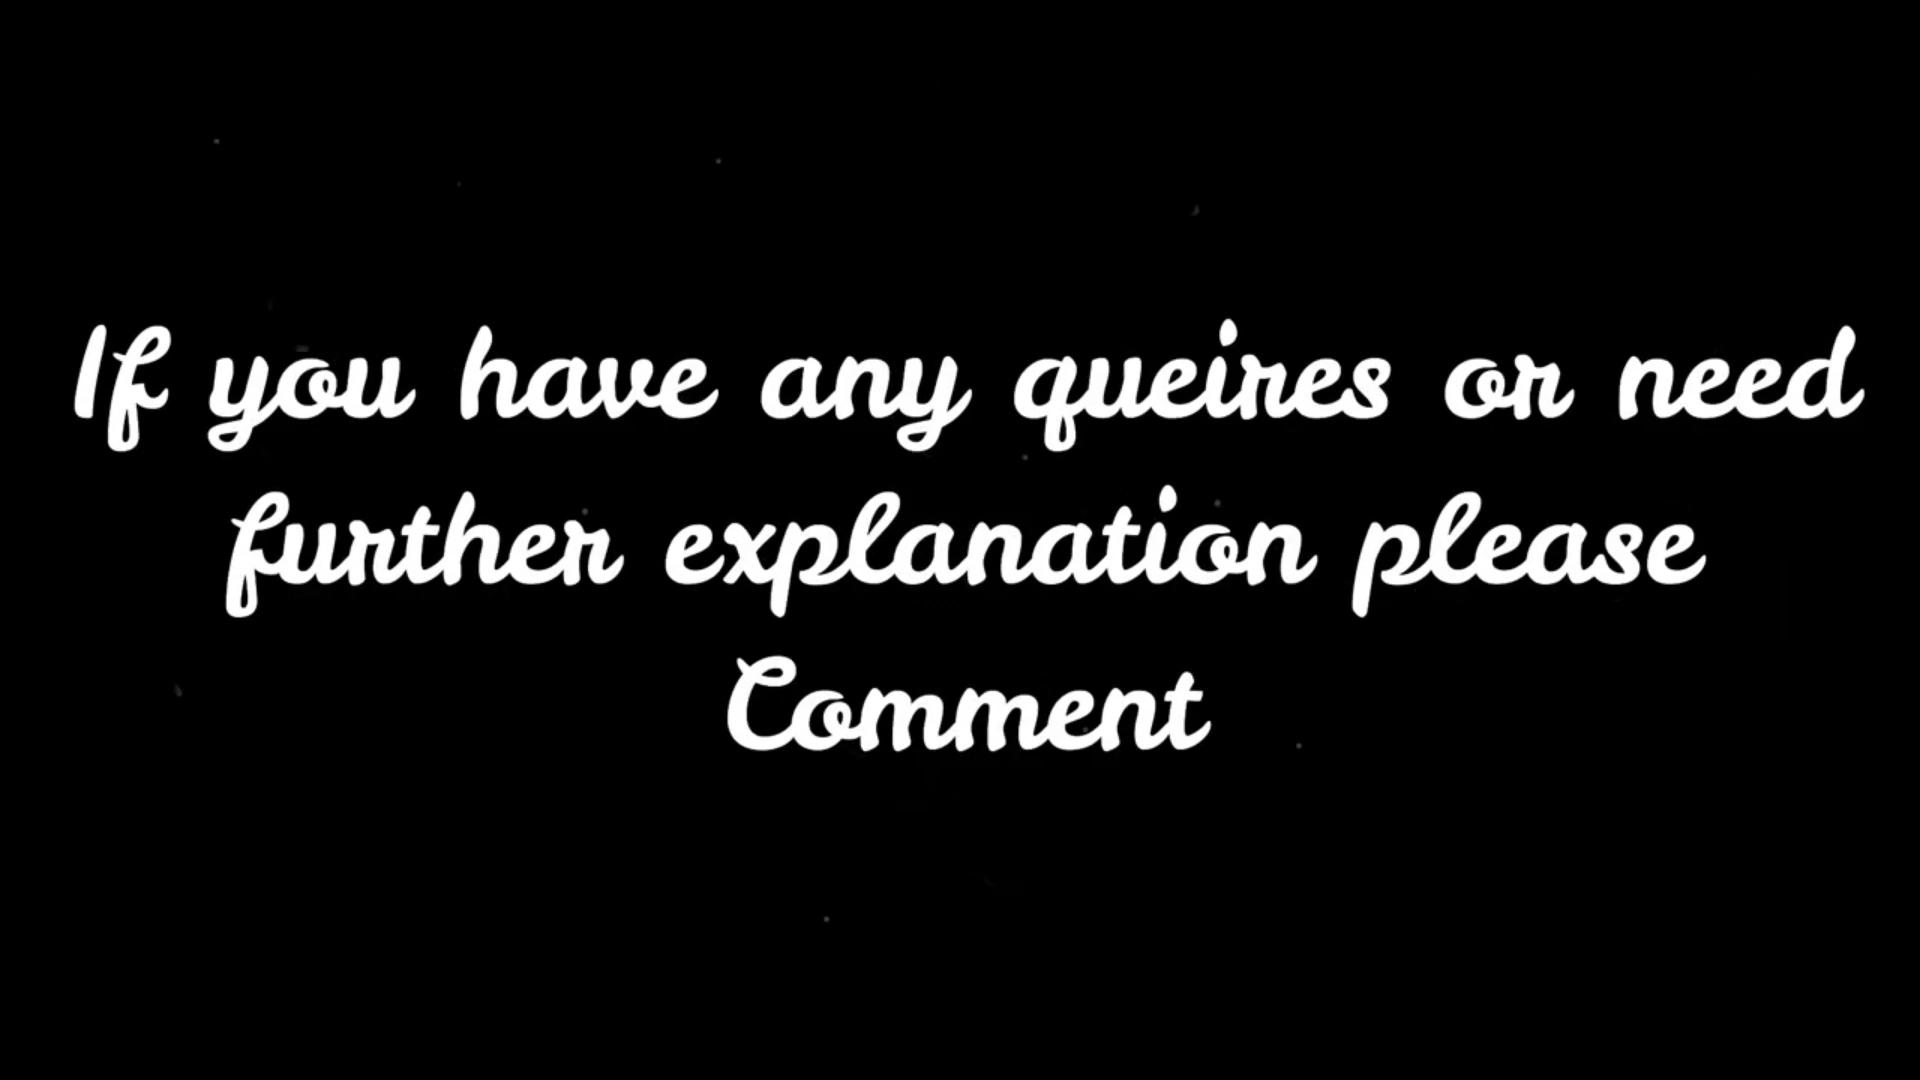 If you have any queires or need
further explanation please
Comment